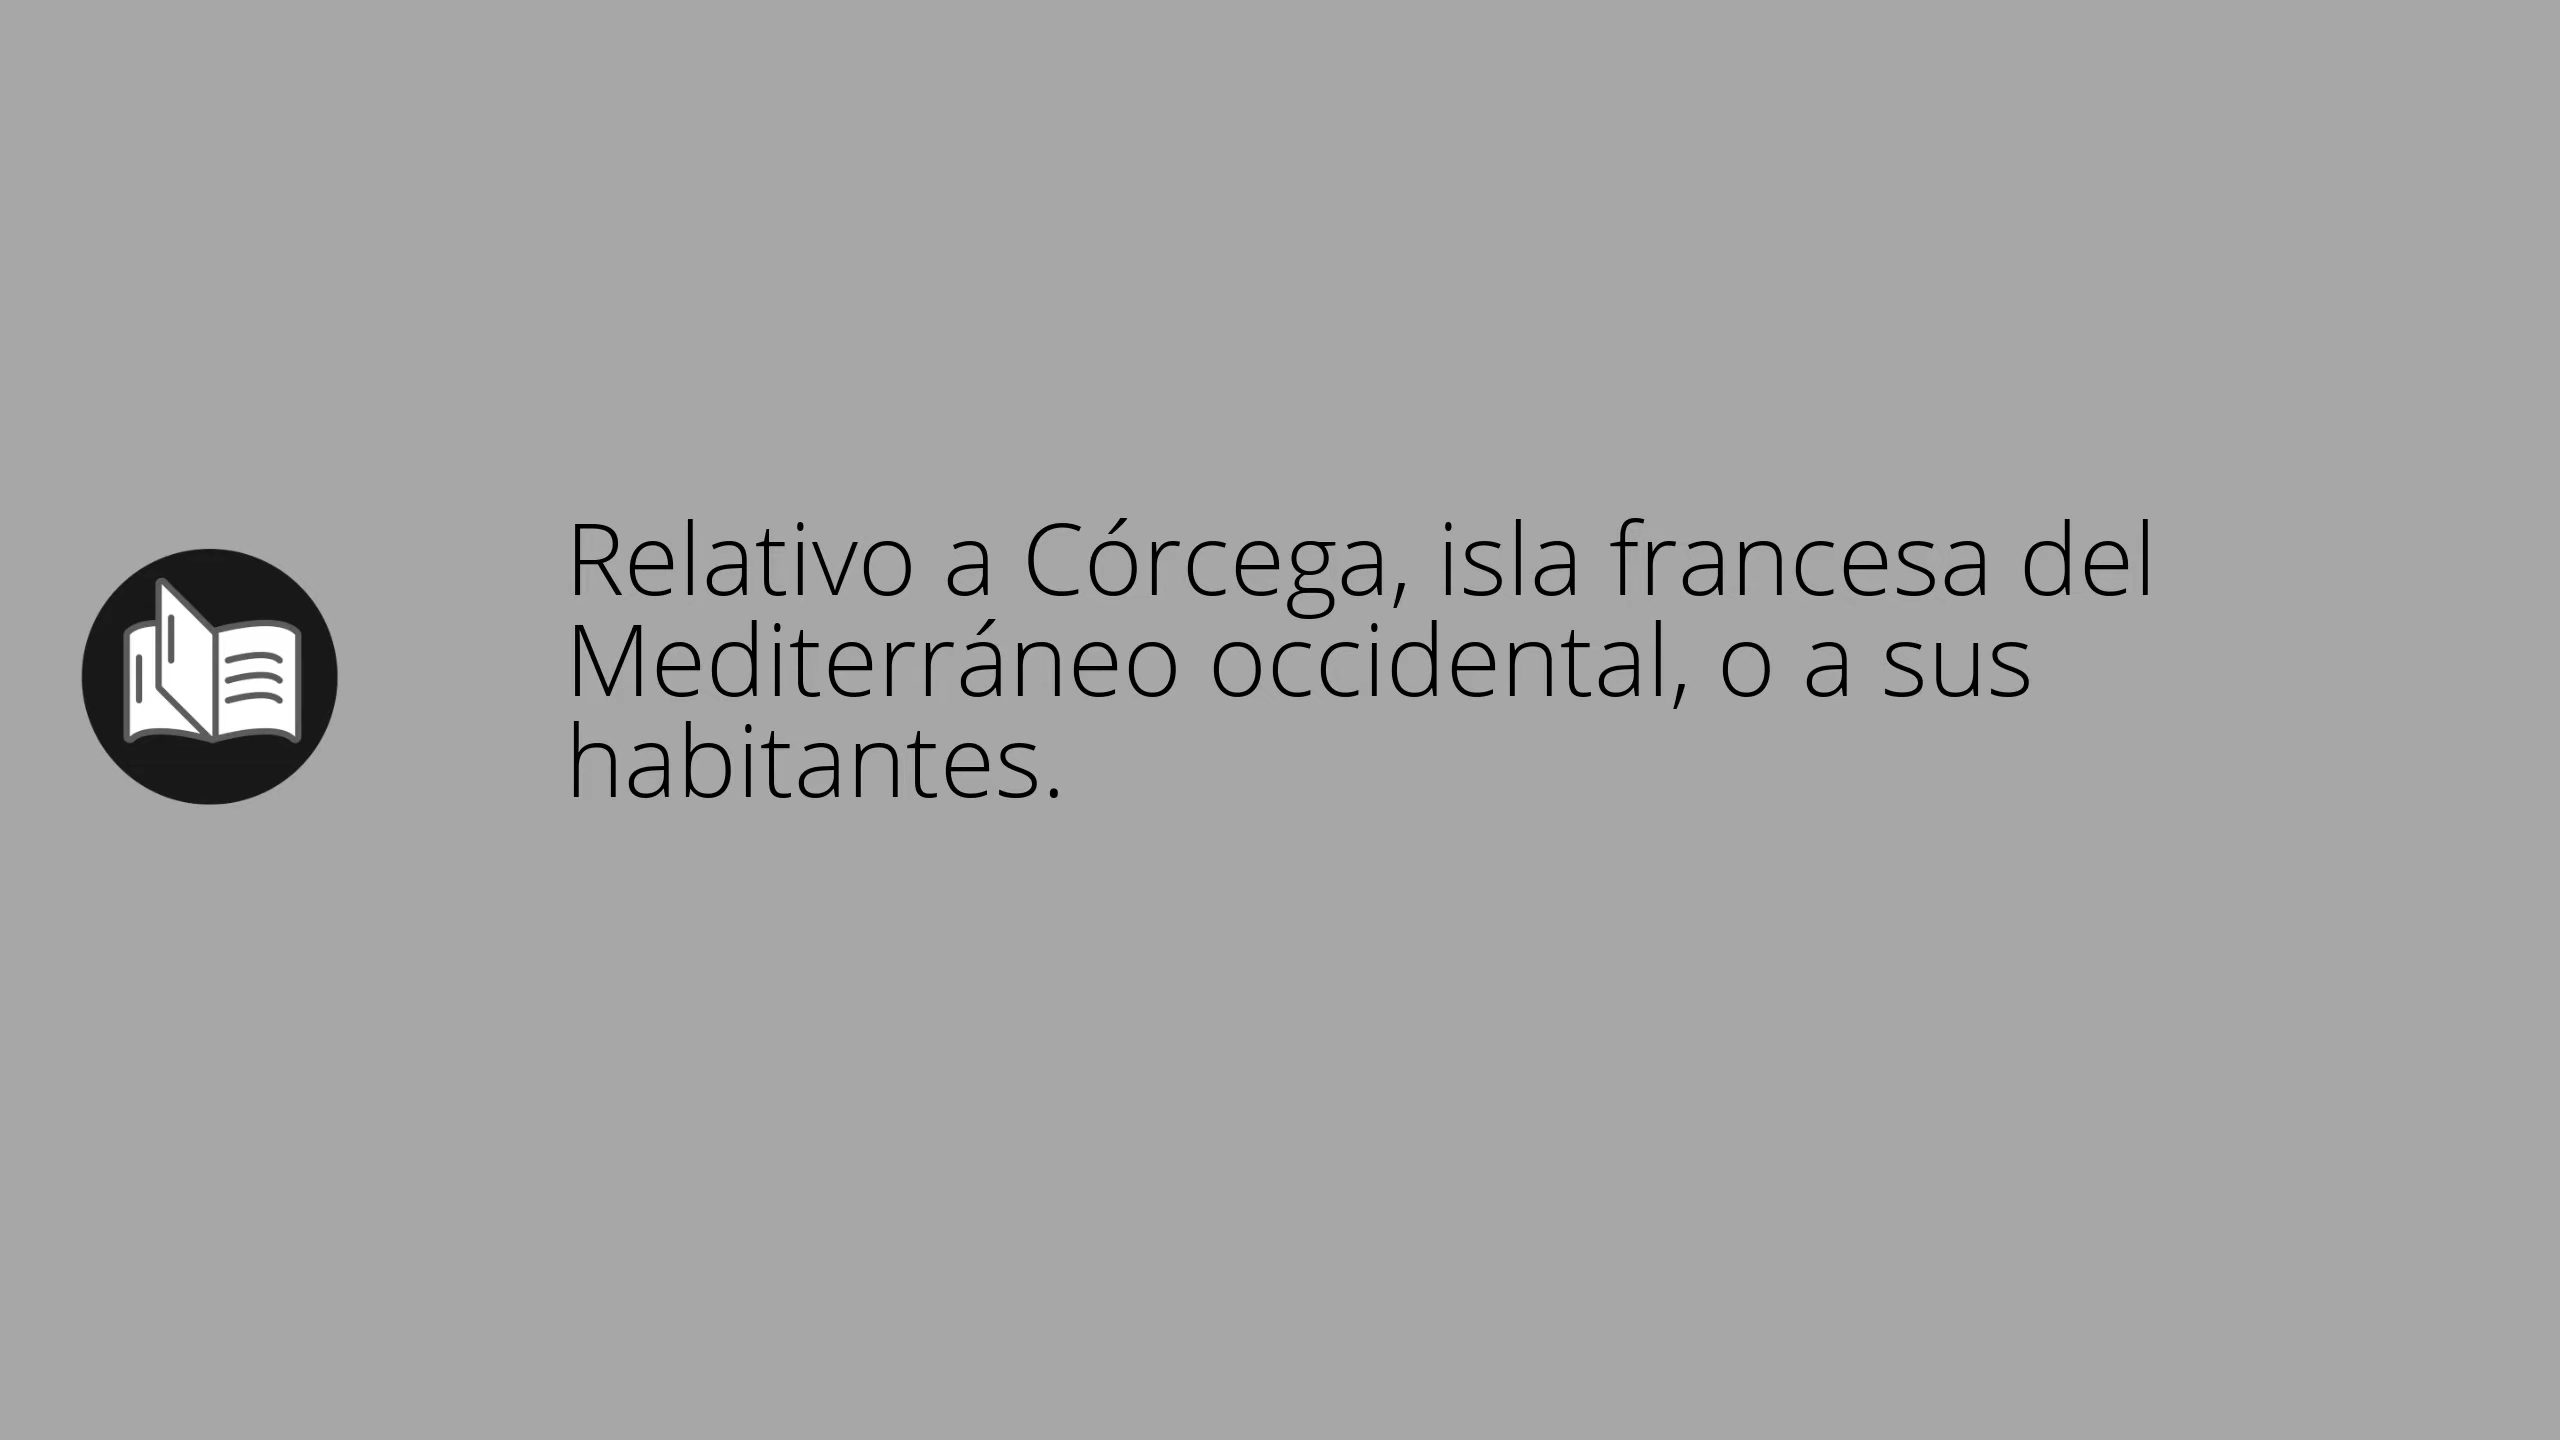 Relativo a Córcega, isla francesa del
Mediterráneo occidental, o a sus
habitantes.